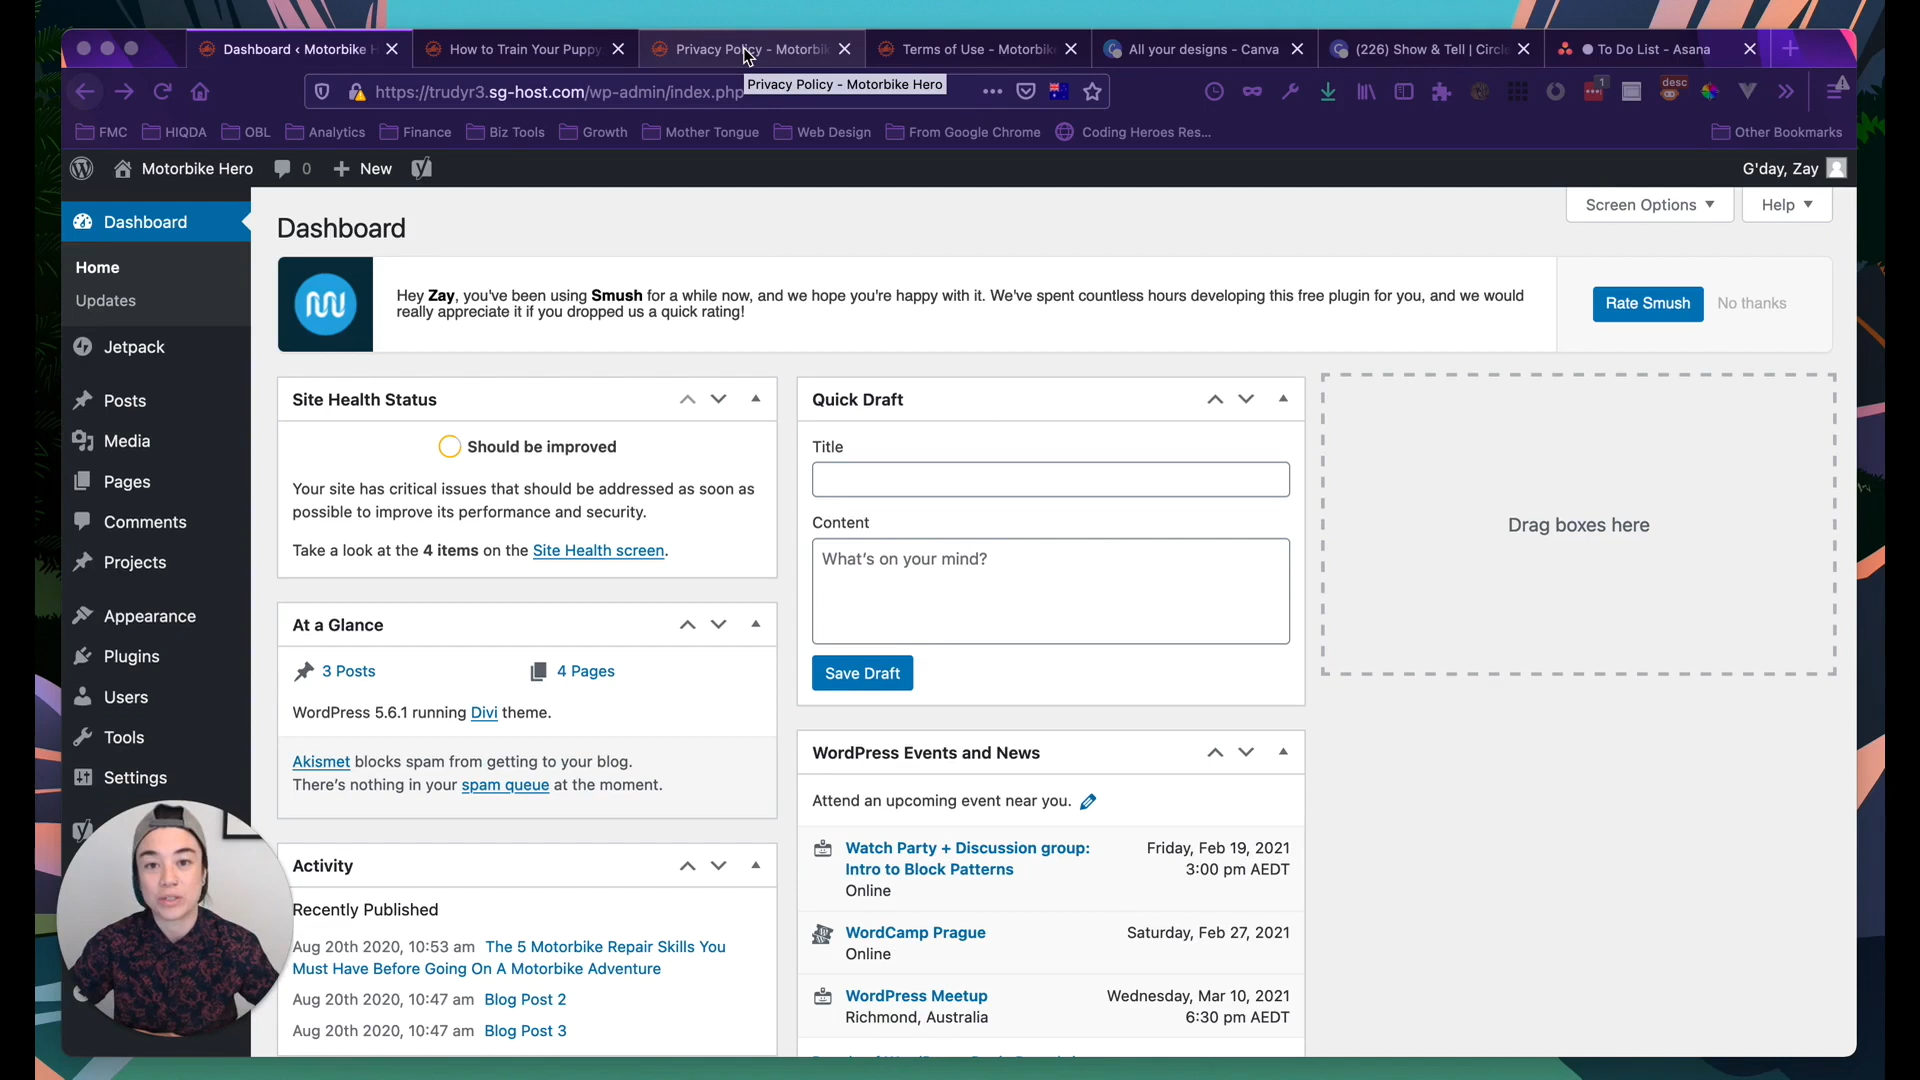 Dashboard ‹ Motorbike H
How to Train Your Puppy
Privacy Policy - Motorbik
Terms of Use - Motorbike
All your designs - Canva
(226) Show & Tell | Circl
To Do List - Asana
https://trudyr3.sg-host.com/wp-admin/index.php
Privacy Policy - Motorbike Hero
1
desc
FMC
HIQDA
OBL
Analytics
Finance
Biz Tools
Growth
Mother Tongue
Web Design
From Google Chrome
Coding Heroes Res...
Other Bookmarks
Motorbike Hero
0
New
G'day, Zay
Dashboard
Home
Updates
Jetpack
Posts
Media
Pages
Comments
Projects
Appearance
Plugins
Users
Tools
Settings
Dashboard
Screen Options
Help
Hey Zay, you've been using Smush for a while now, and we hope you're happy with it. We've spent countless hours developing this free plugin for you, and we would
really appreciate it if you dropped us a quick rating!
Rate Smush
No thanks
Site Health Status
Should be improved
Your site has critical issues that should be addressed as soon as
possible to improve its performance and security.
Take a look at the 4 items on the Site Health screen.
At a Glance
3 Posts
4 Pages
WordPress 5.6.1 running Divi theme.
Akismet blocks spam from getting to your blog.
There's nothing in your spam queue at the moment.
Activity
Recently Published
Aug 20th 2020, 10:53 am The 5 Motorbike Repair Skills You
Must Have Before Going On A Motorbike Adventure
Aug 20th 2020, 10:47 am Blog Post 2
Aug 20th 2020, 10:47 am Blog Post 3
Quick Draft
Title
Content
What's on your mind?
Save Draft
WordPress Events and News
Attend an upcoming event near you.
Watch Party + Discussion group:
Intro to Block Patterns
Online
Friday, Feb 19, 2021
3:00 pm AEDT
WordCamp Prague
Online
Saturday, Feb 27, 2021
WordPress Meetup
Richmond, Australia
Wednesday, Mar 10, 2021
6:30 pm AEDT
Drag boxes here